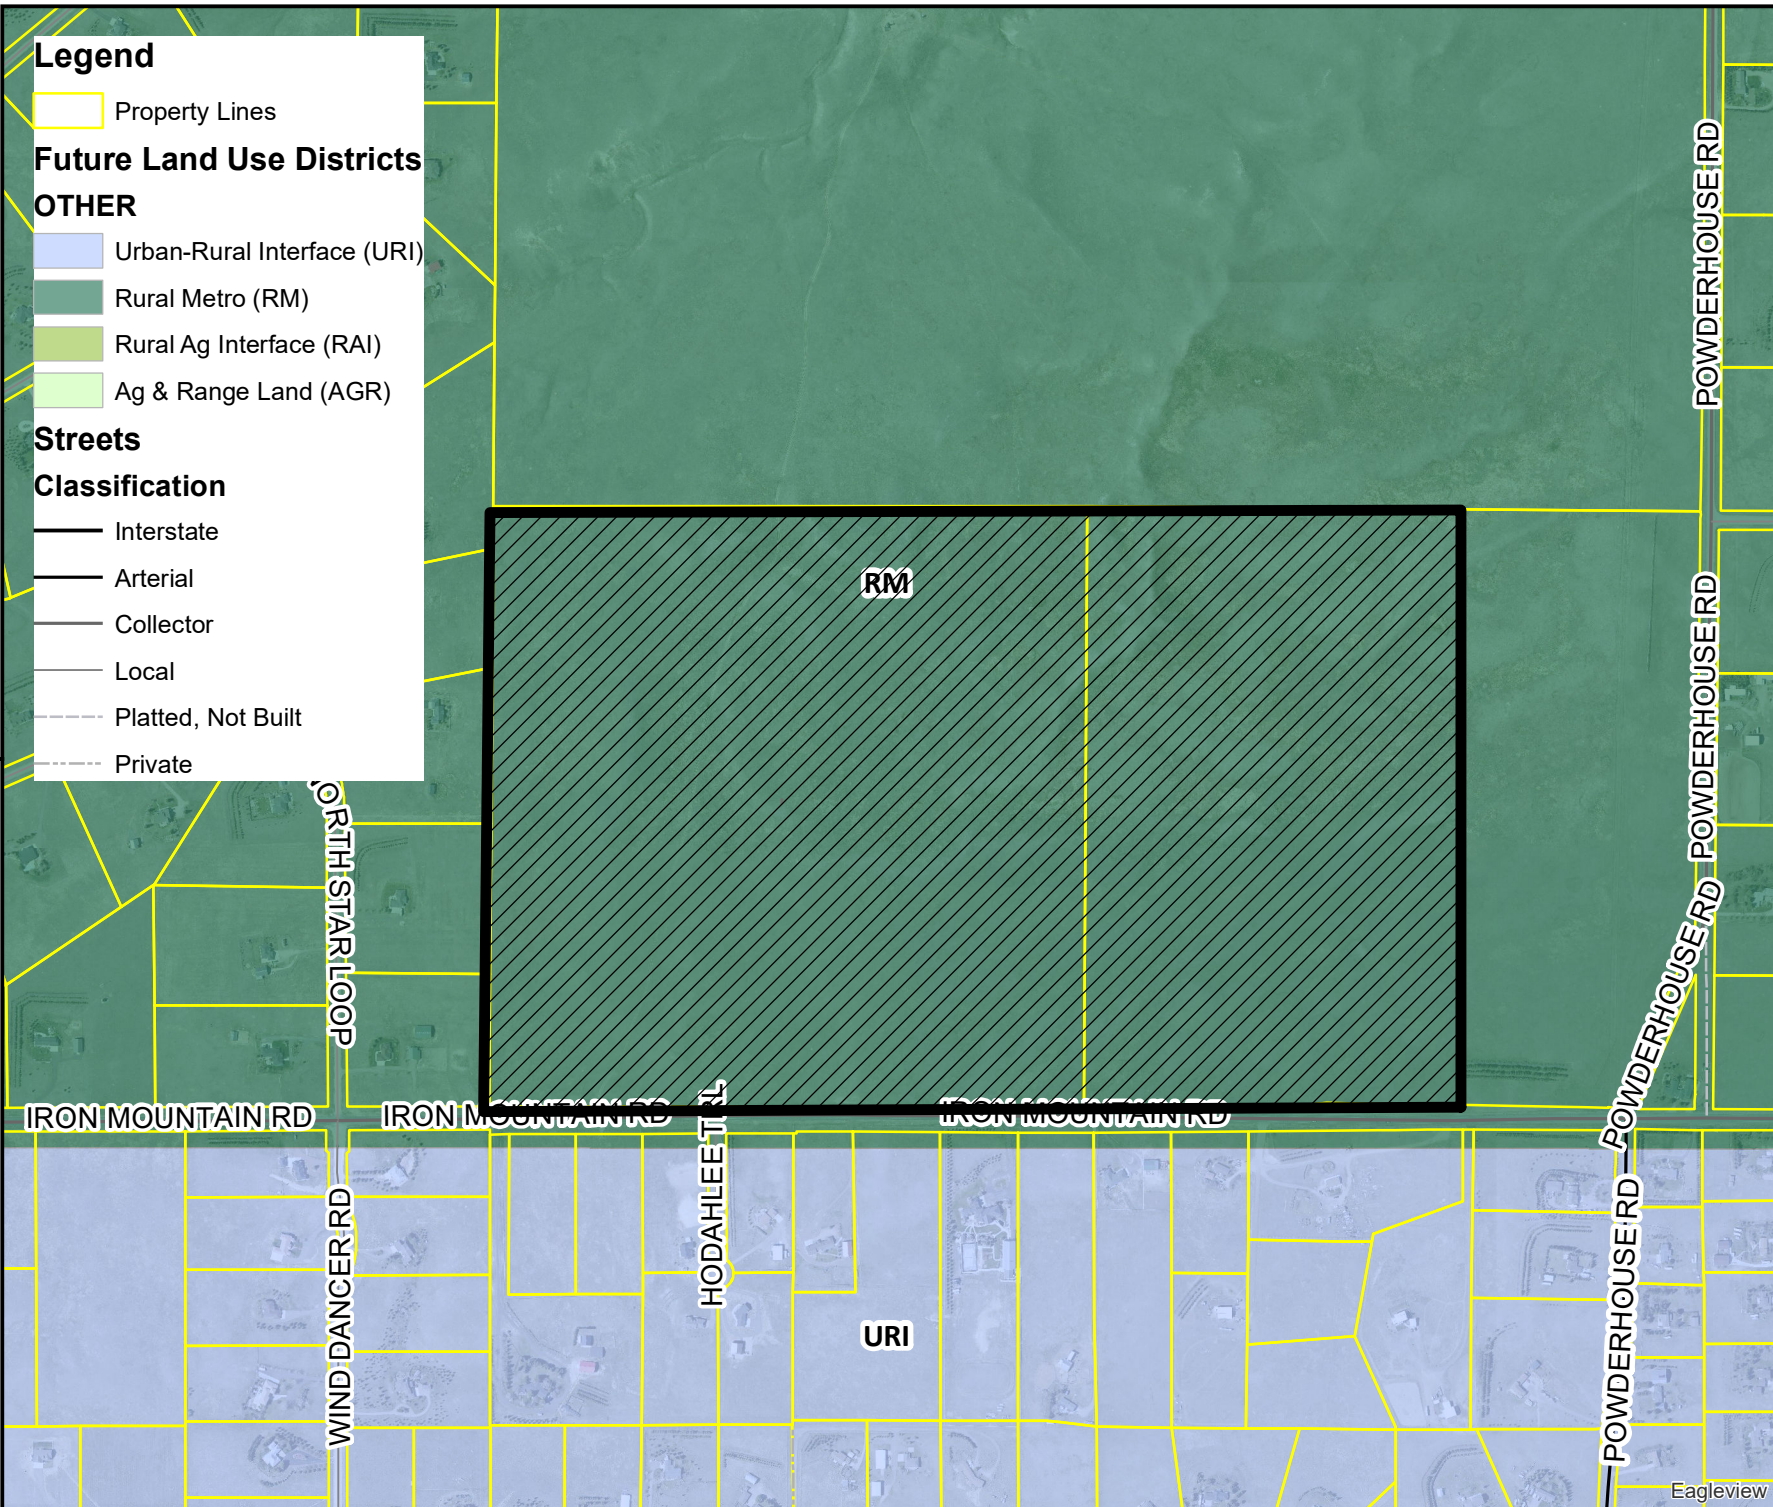 Legend
Property Lines
Future Land Use Districts
OTHER
Urban-Rural Interface (URI)
Rural Metro (RM)
Rural Ag Interface (RAI)
Ag & Range Land (AGR)
Streets
Classification
Interstate
Arterial
Collector
Local
Platted, Not Built
Private
POWDERHOUSE RD
RM
POWDERHOUSE RD
ORTH STAR LOOP
POWDERHOUSE RD
IRON MOUNTAIN RD
IRON MOUNTAIN RD
IRON MOUNTAIN RD
HODAHLEE TRL
WIND DANCER RD
POWDERHOUSE RD
URI
Eagleview